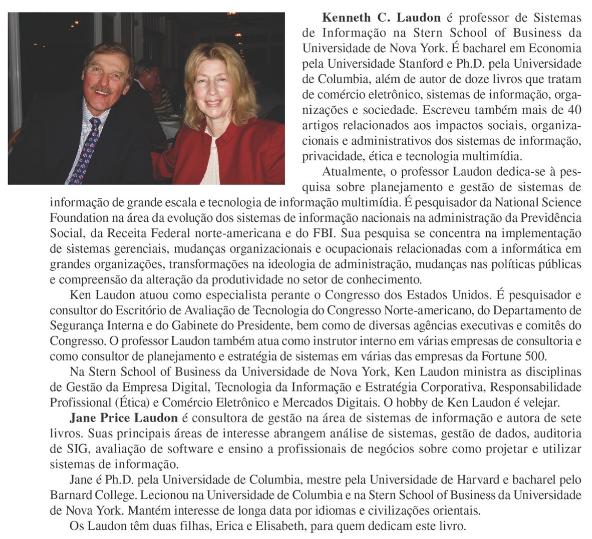 Kenneth C. Laudon é professor de Sistemas
de Informação na Stern School of Business da
Universidade de Nova York. É bacharel em Economia
pela Universidade Stanford e Ph.D. pela Universidade
de Columbia, além de autor de doze livros que tratam
de comércio eletrônico, sistemas de informação, orga-
nizações e sociedade. Escreveu também mais de 40
artigos relacionados aos impactos sociais, organiza-
cionais e administrativos dos sistemas de informação,
privacidade, ética e tecnologia multimídia.
Atualmente, o professor Laudon dedica-se à pes-
quisa sobre planejamento e gestão de sistemas de
informação de grande escala e tecnologia de informação multimídia. É pesquisador da National Science
Foundation na área da evolução dos sistemas de informação nacionais na administração da Previdência
Social, da Receita Federal norte-americana e do FBI. Sua pesquisa se concentra na implementação
de sistemas gerenciais, mudanças organizacionais e ocupacionais relacionadas com a informática em
grandes organizações, transformações na ideologia de administração, mudanças nas políticas públicas
e compreensão da alteração da produtividade no setor de conhecimento.
Ken Laudon atuou como especialista perante o Congresso dos Estados Unidos. É pesquisador e
consultor do Escritório de Avaliação de Tecnologia do Congresso Norte-americano, do Departamento de
Segurança Interna e do Gabinete do Presidente, bem como de diversas agências executivas e comitês do
Congresso. O professor Laudon também atua como instrutor interno em várias empresas de consultoria e
como consultor de planejamento e estratégia de sistemas em várias das empresas da Fortune 500.
Na Stern School of Business da Universidade de Nova York, Ken Laudon ministra as disciplinas
de Gestão da Empresa Digital, Tecnologia da Informação e Estratégia Corporativa, Responsabilidade
Profissional (Ética) e Comércio Eletrônico e Mercados Digitais. O hobby de Ken Laudon é velejar.
Jane Price Laudon é consultora de gestão na área de sistemas de informação e autora de sete
livros. Suas principais áreas de interesse abrangem análise de sistemas, gestão de dados, auditoria
de SIG, avaliação de software e ensino a profissionais de negócios sobre como projetar e utilizar
sistemas de informação.
Jane é Ph.D. pela Universidade de Columbia, mestre pela Universidade de Harvard e bacharel pelo
Barnard College. Lecionou na Universidade de Columbia e na Stern School of Business da Universidade
de Nova York. Mantém interesse de longa data por idiomas e civilizações orientais.
Os Laudon têm duas filhas, Erica e Elisabeth, para quem dedicam este livro.